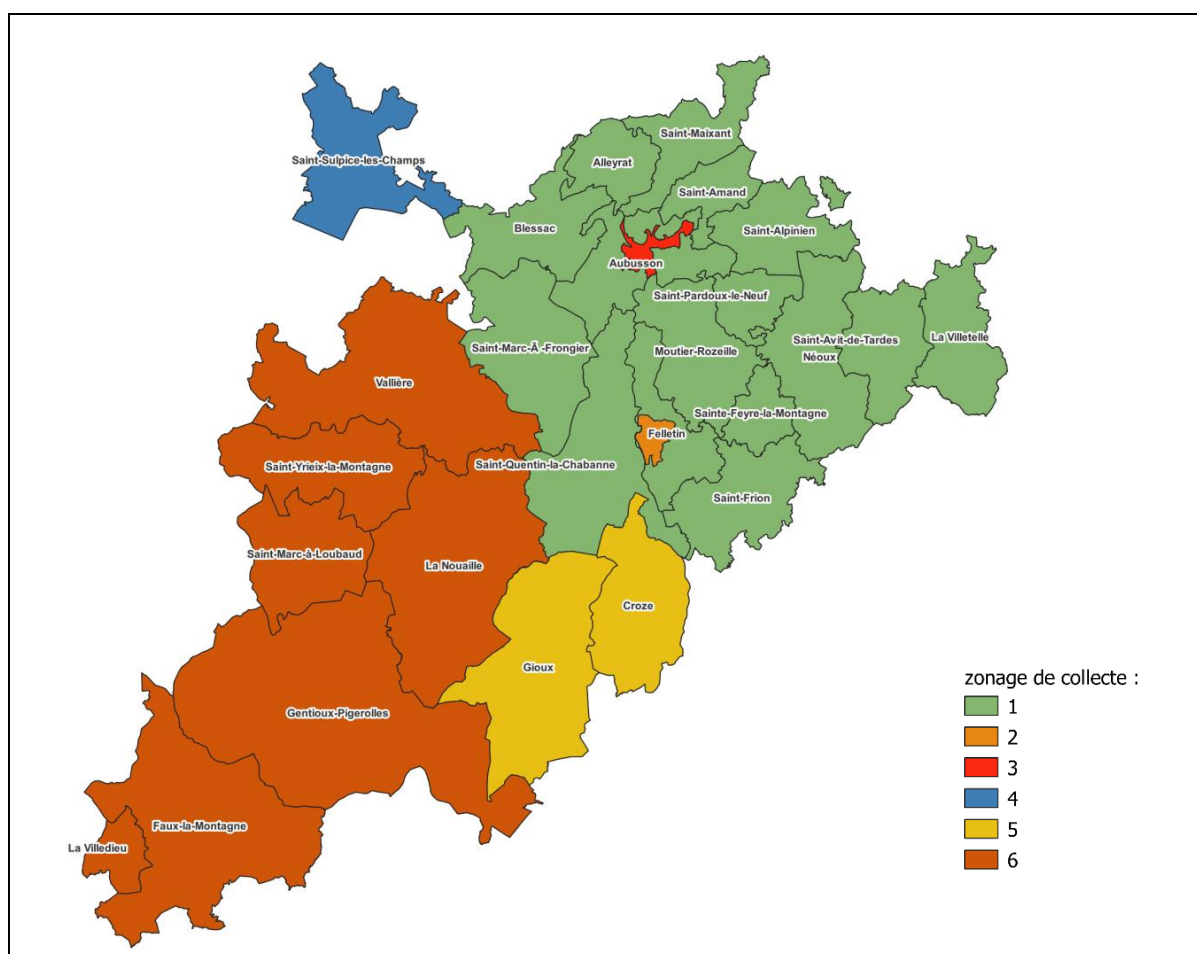 Saint-Maixant
Saint-Sulpice-les-Champs
Alleyrat
Saint-Amand
Blessac
Saint-Alpinien
Aubusson
Saint-Pardoux-le-Neuf
Saint-Avit-de-Tardes
La Villetelle
Saint-Marc-Â -Frongier
Moutier-Rozeille
Néoux
Vallière
Sainte-Feyre-la-Montagne
Felletin
Saint-Yrieix-la-Montagne
Saint-Quentin-la-Chabanne
Saint-Frion
Saint-Marc-à-Loubaud
La Nouaille
Croze
Gioux
Gentioux-Pigerolles
Faux-la-Montagne
La Villedieu
zonage de collecte :
1
2
3
4
5
6